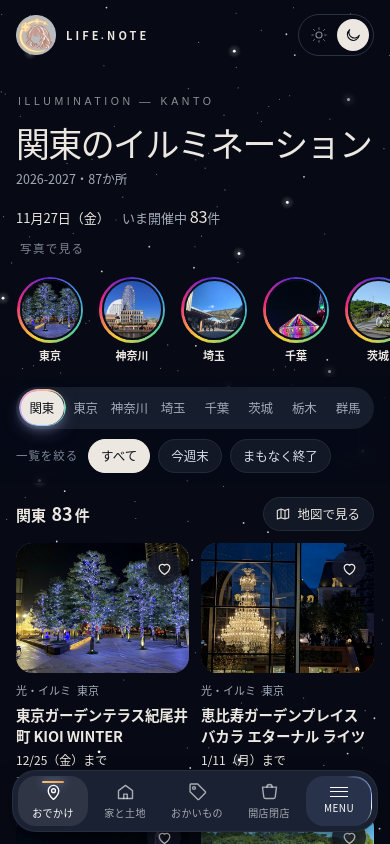 LIFE.NOTE
ILLUMINATION — KANTO
関東のイルミネーション
2026-2027・87か所
11月27日（金） いま開催中 83件
写真で見る
東京 神奈川 埼玉 千葉 茨城
関東 東京 神奈川 埼玉 千葉 茨城 栃木 群馬
一覧を絞る すべて 今週末 まもなく終了
関東 83件 地図で見る
光・イルミ 東京
東京ガーデンテラス紀尾井
町 KIOI WINTER
12/25（金）まで
光・イルミ 東京
恵比寿ガーデンプレイス
バカラ エターナル ライツ
1/11（月）まで
おでかけ 家と土地 おかいもの 開店閉店 MENU